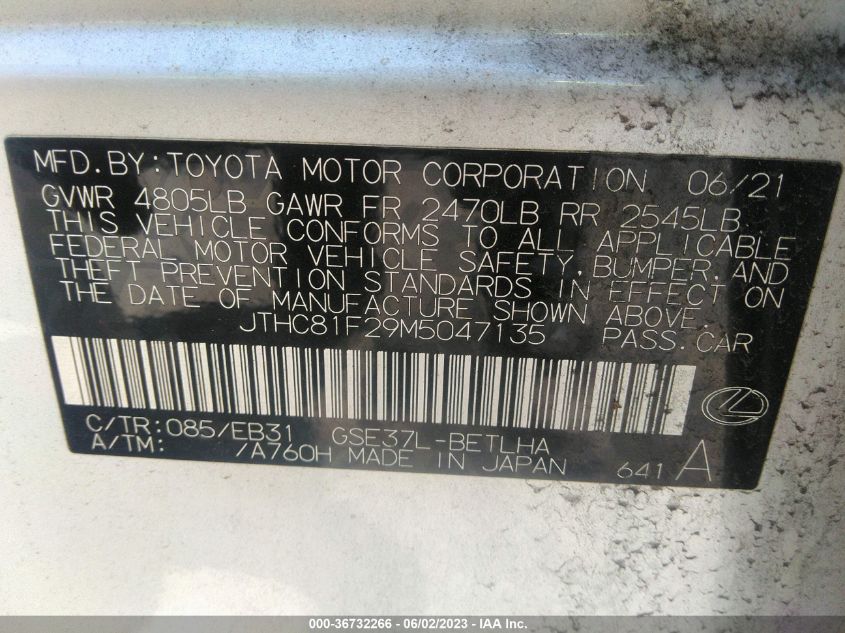 MFD.BY:TOYOTA MOTOR CORPORATION 06/21
GVWR 4805LB GAWR FR 2470LB RR 2545LB
THIS VEHICLE CONFORMS TO ALL APPLICABLE
FEDERAL MOTOR VEHICLE SAFETY,BUMPER,AND
THEFT PREVENTION STANDARDS IN EFFECT ON
THE DATE OF MANUFACTURE SHOWN ABOVE.
JTHC81F29M5047135 PASS.CAR
C/TR:085/EB31 GSE37L-BETLHA
A/TM: /A760H MADE IN JAPAN 641 A
000-36732266 - 06/02/2023 - IAA Inc.